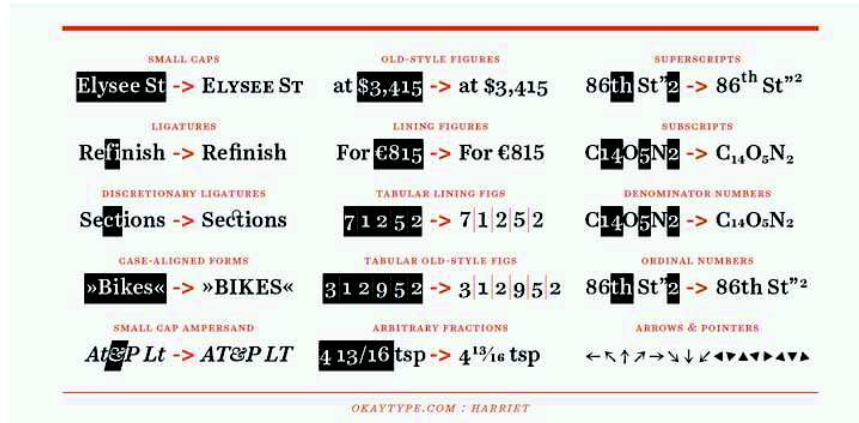 SMALL CAPS
Elysee St -> ELYSEE ST
LIGATURES
Refinish -> Refinish
DISCRETIONARY LIGATURES
Sections -> Sections
CASE-ALIGNED FORMS
»Bikes« -> »BIKES«
SMALL CAP AMPERSAND
At&P Lt -> AT&P LT
OLD-STYLE FIGURES
at $3,415 -> at $3,415
LINING FIGURES
For €815 -> For €815
TABULAR LINING FIGS
71252 -> 7|1|2|5|2
TABULAR OLD-STYLE FIGS
312952 -> 3|1|2|9|5|2
ARBITRARY FRACTIONS
4 13/16 tsp -> 4¹³⁄₁₆ tsp
SUPERSCRIPTS
86th St”2 -> 86ᵗʰ St”²
SUBSCRIPTS
C14O5N2 -> C₁₄O₅N₂
DENOMINATOR NUMBERS
C14O5N2 -> C₁₄O₅N₂
ORDINAL NUMBERS
86th St”2 -> 86th St”²
ARROWS & POINTERS
←↖↑↗→↘↓↙◀▼▲◀▶▲◀▼▲
OKAYTYPE.COM : HARRIET